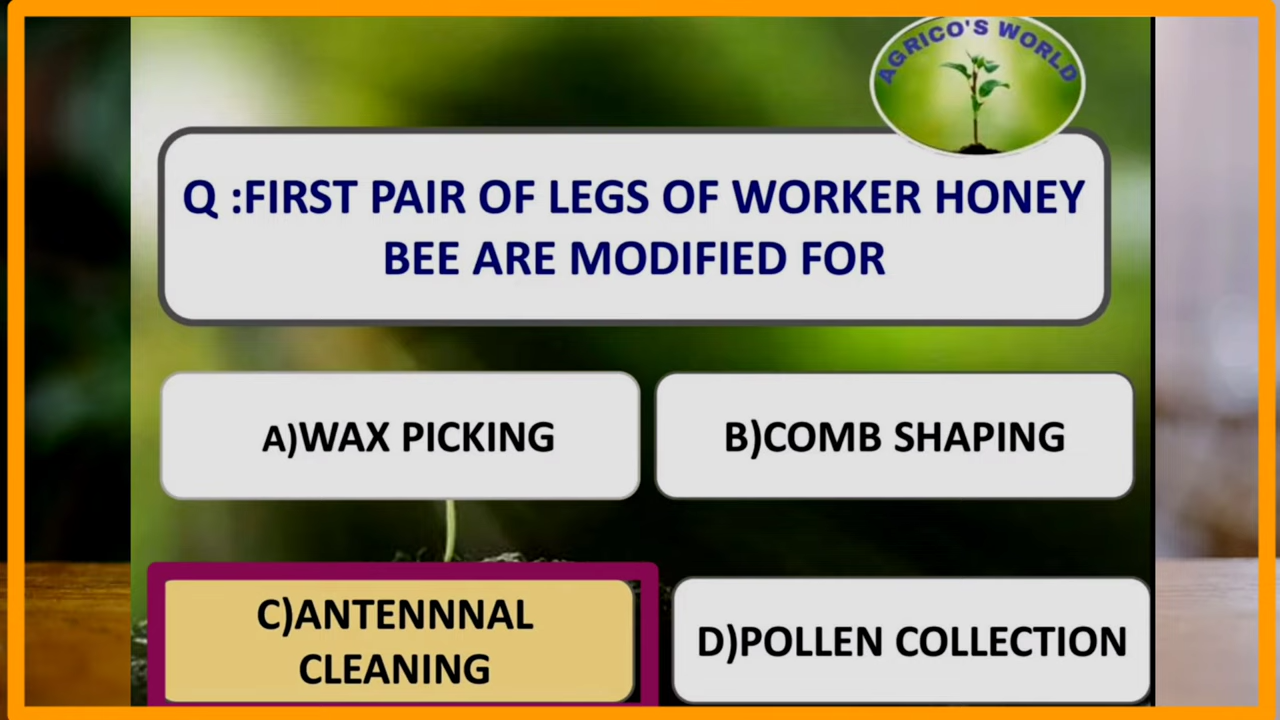 AGRICO'S WORLD
Q :FIRST PAIR OF LEGS OF WORKER HONEY
BEE ARE MODIFIED FOR
A)WAX PICKING
B)COMB SHAPING
C)ANTENNNAL
CLEANING
D)POLLEN COLLECTION